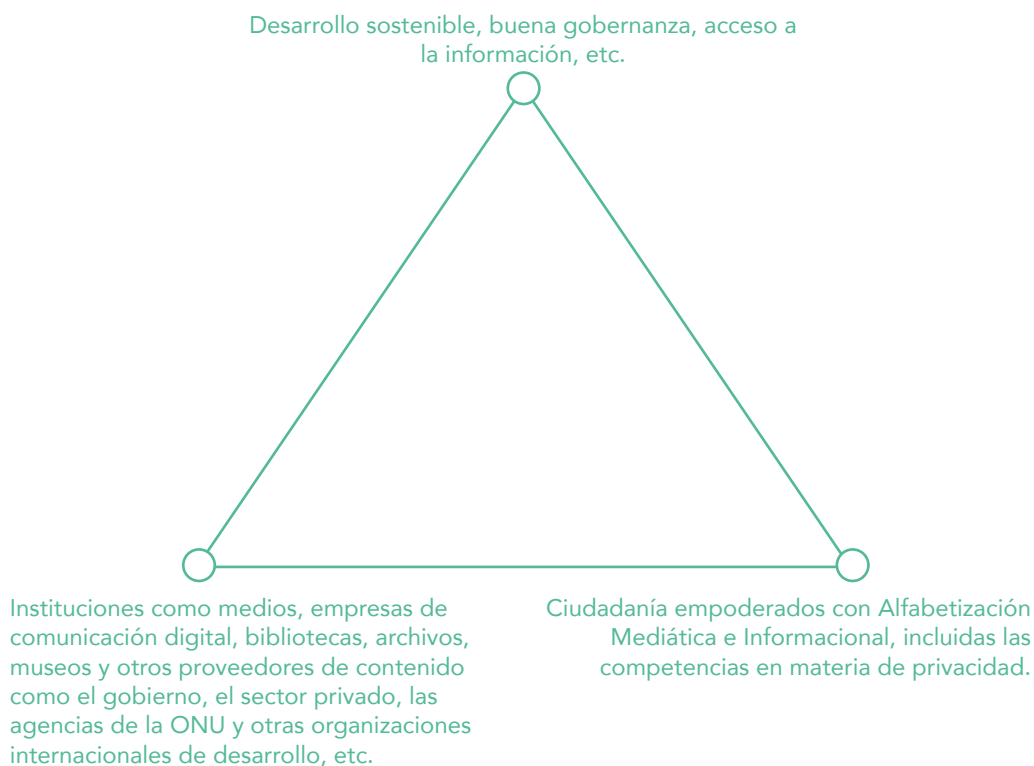 Desarrollo sostenible, buena gobernanza, acceso a
la información, etc.
Instituciones como medios, empresas de
comunicación digital, bibliotecas, archivos,
museos y otros proveedores de contenido
como el gobierno, el sector privado, las
agencias de la ONU y otras organizaciones
internacionales de desarrollo, etc.
Ciudadanía empoderados con Alfabetización
Mediática e Informacional, incluidas las
competencias en materia de privacidad.